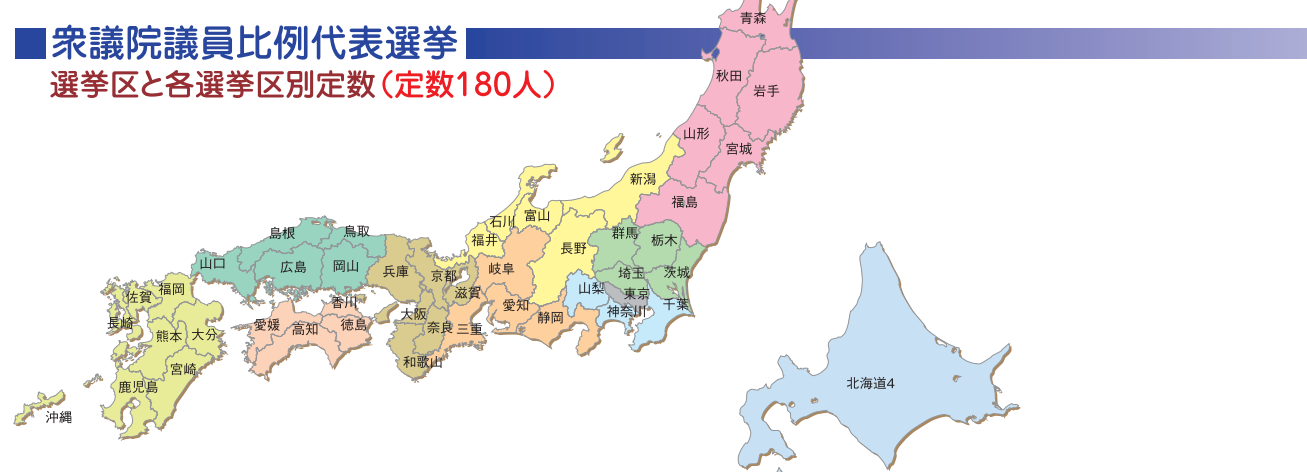 衆議院議員比例代表選挙
選挙区と各選挙区別定数（定数180人）
青森
秋田
岩手
山形
宮城
新潟
福島
石川
富山
福井
長野
群馬
栃木
島根
鳥取
山口
広島
岡山
兵庫
京都
滋賀
岐阜
埼玉
茨城
山梨
東京
神奈川
千葉
愛知
静岡
福岡
佐賀
長崎
熊本
大分
宮崎
鹿児島
沖縄
香川
愛媛
高知
徳島
大阪
奈良
三重
和歌山
北海道4